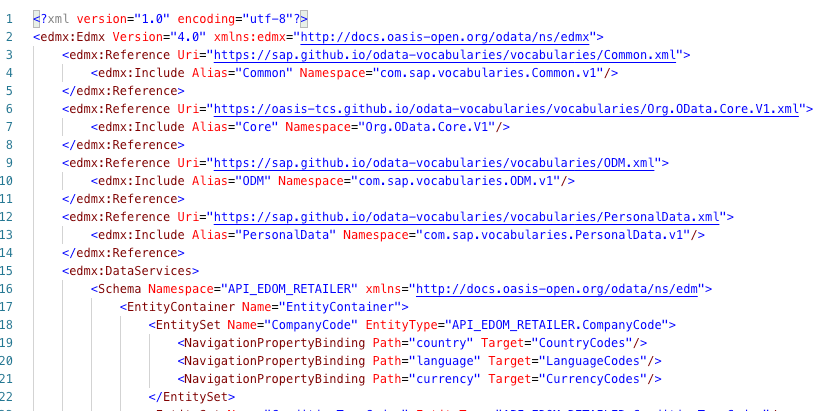 1 <?xml version="1.0" encoding="utf-8"?>
2 <edmx:Edmx Version="4.0" xmlns:edmx="http://docs.oasis-open.org/odata/ns/edmx">
3 <edmx:Reference Uri="https://sap.github.io/odata-vocabularies/vocabularies/Common.xml">
4 <edmx:Include Alias="Common" Namespace="com.sap.vocabularies.Common.v1"/>
5 </edmx:Reference>
6 <edmx:Reference Uri="https://oasis-tcs.github.io/odata-vocabularies/vocabularies/Org.OData.Core.V1.xml">
7 <edmx:Include Alias="Core" Namespace="Org.OData.Core.V1"/>
8 </edmx:Reference>
9 <edmx:Reference Uri="https://sap.github.io/odata-vocabularies/vocabularies/ODM.xml">
10 <edmx:Include Alias="ODM" Namespace="com.sap.vocabularies.ODM.v1"/>
11 </edmx:Reference>
12 <edmx:Reference Uri="https://sap.github.io/odata-vocabularies/vocabularies/PersonalData.xml">
13 <edmx:Include Alias="PersonalData" Namespace="com.sap.vocabularies.PersonalData.v1"/>
14 </edmx:Reference>
15 <edmx:DataServices>
16 <Schema Namespace="API_EDOM_RETAILER" xmlns="http://docs.oasis-open.org/odata/ns/edm">
17 <EntityContainer Name="EntityContainer">
18 <EntitySet Name="CompanyCode" EntityType="API_EDOM_RETAILER.CompanyCode">
19 <NavigationPropertyBinding Path="country" Target="CountryCodes"/>
20 <NavigationPropertyBinding Path="language" Target="LanguageCodes"/>
21 <NavigationPropertyBinding Path="currency" Target="CurrencyCodes"/>
22 </EntitySet>